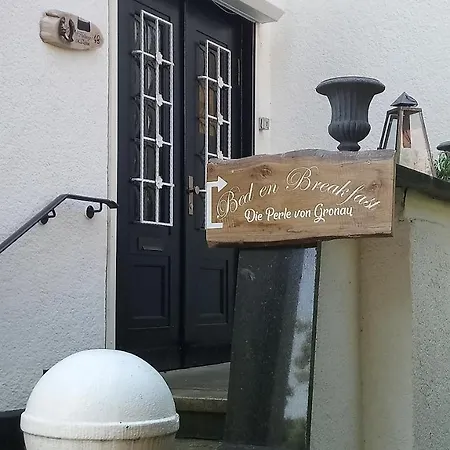 Bed en Breakfast
Die Perle von Gronau